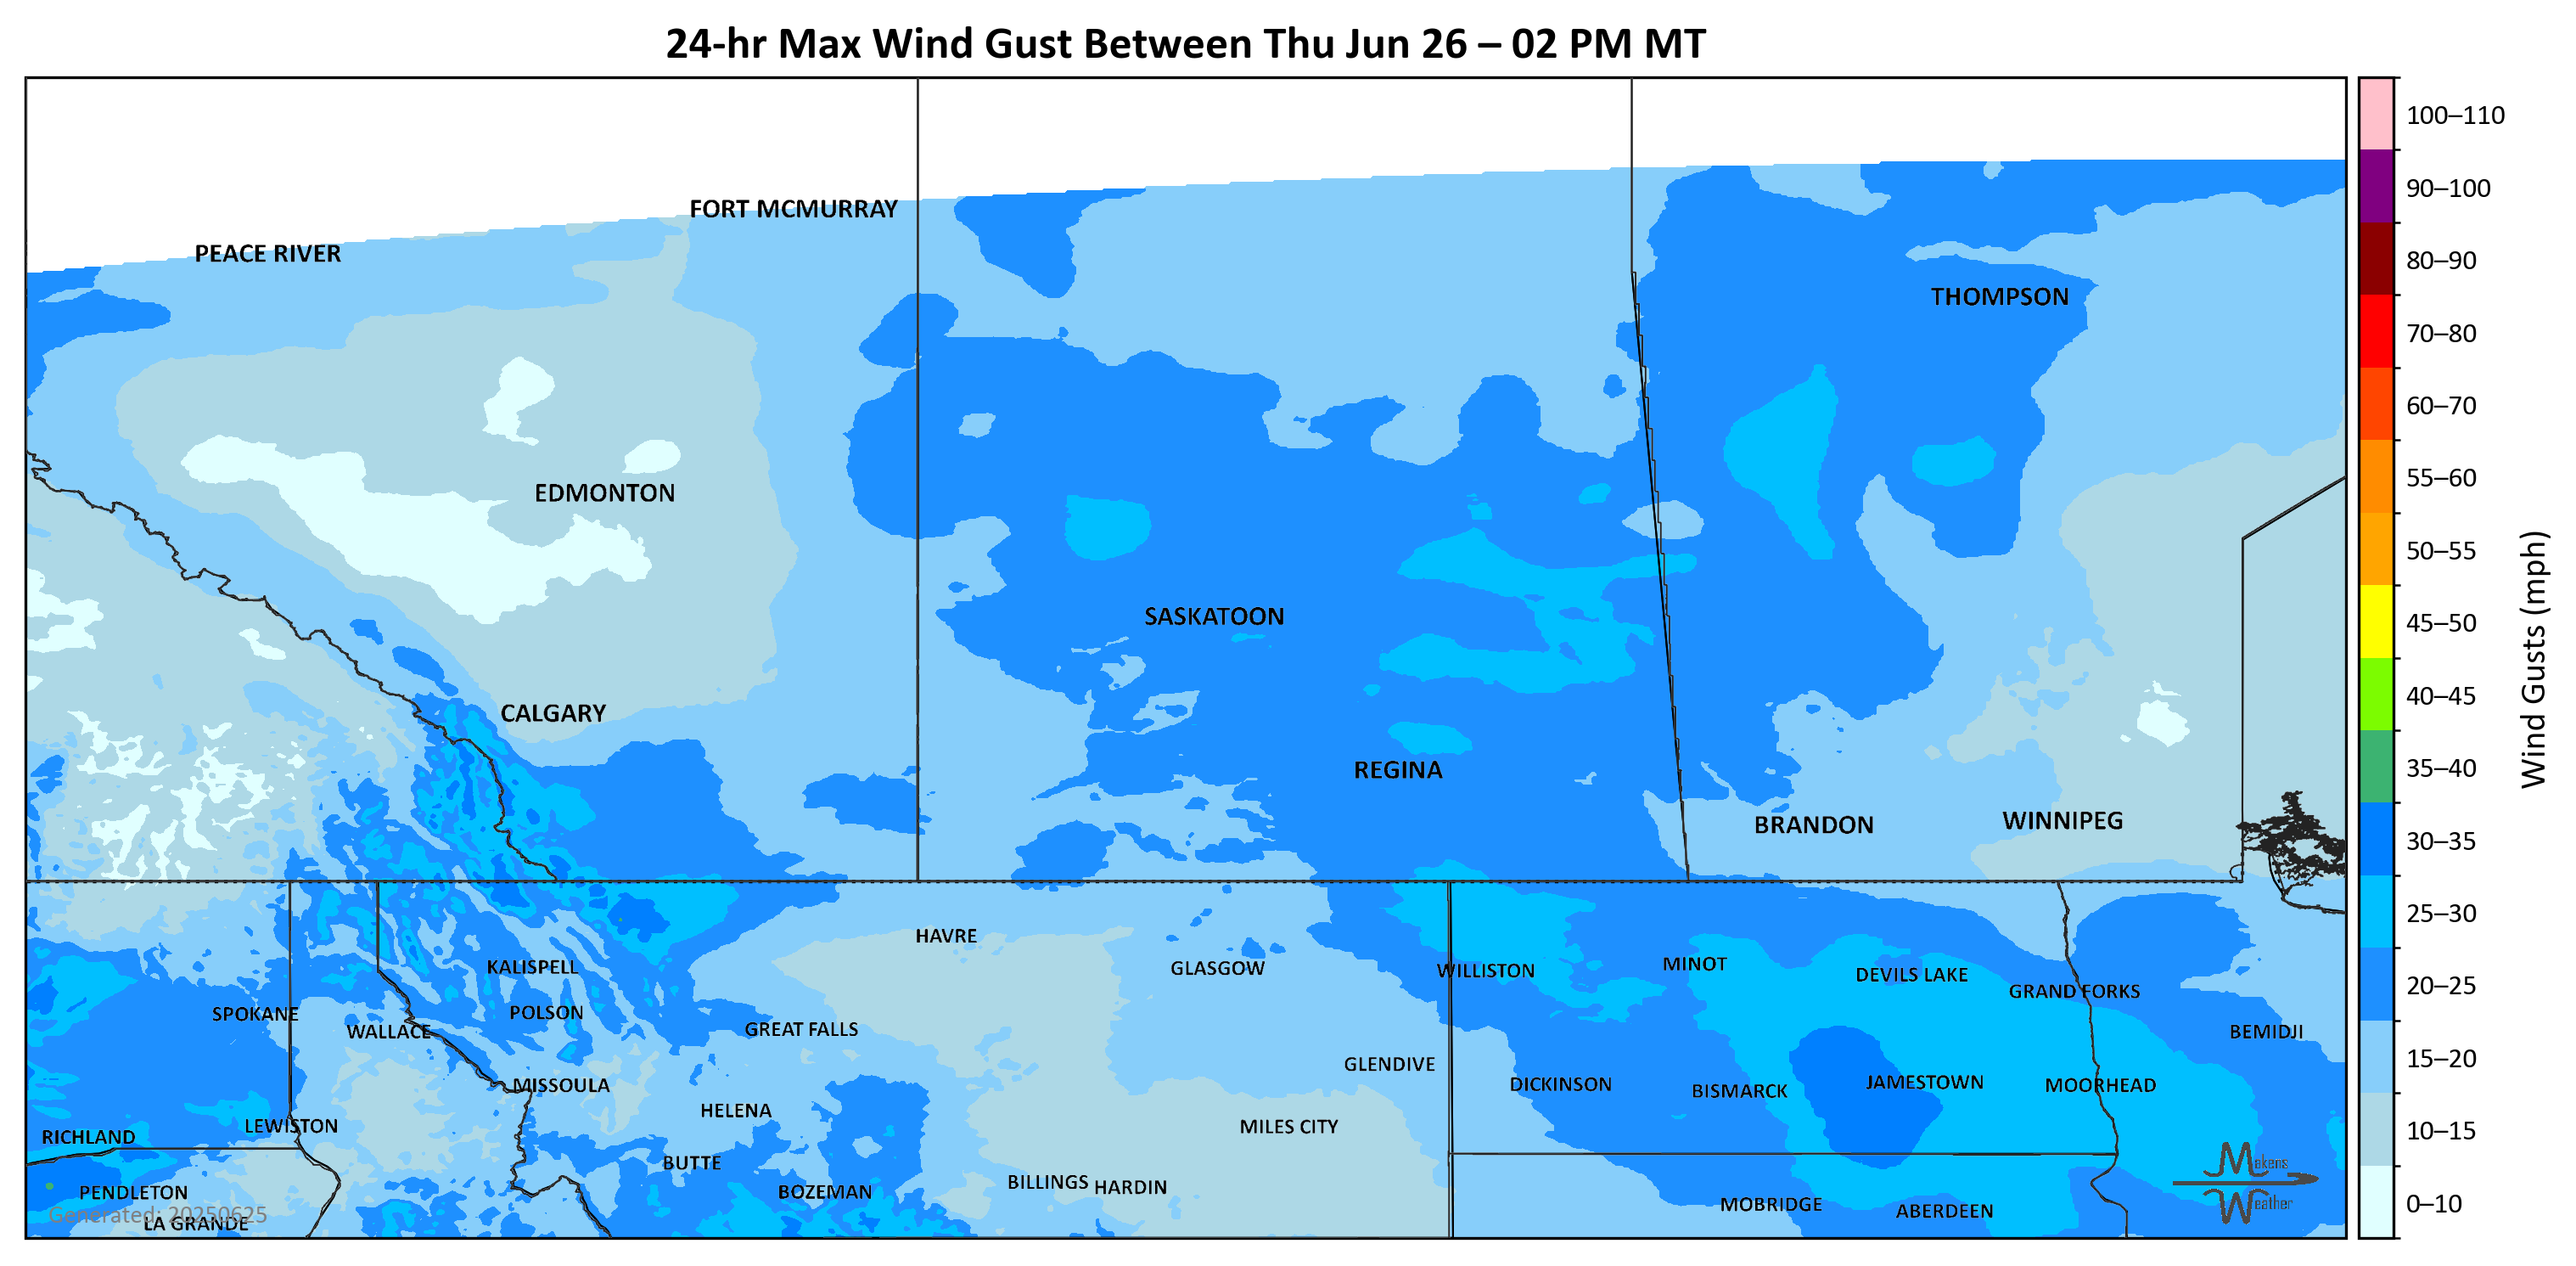 24-hr Max Wind Gust Between Thu Jun 26 – 02 PM MT
FORT MCMURRAY
PEACE RIVER
THOMPSON
EDMONTON
SASKATOON
CALGARY
REGINA
BRANDON
WINNIPEG
HAVRE
GLASGOW
WILLISTON
MINOT
DEVILS LAKE
GRAND FORKS
KALISPELL
POLSON
SPOKANE
WALLACE
GREAT FALLS
BEMIDJI
GLENDIVE
MISSOULA
DICKINSON
BISMARCK
JAMESTOWN
MOORHEAD
HELENA
LEWISTON
MILES CITY
RICHLAND
BUTTE
BOZEMAN
BILLINGS
HARDIN
PENDLETON
MOBRIDGE
ABERDEEN
LA GRANDE
Generated: 20250625
Makens
Weather
100–110
90–100
80–90
70–80
60–70
55–60
50–55
45–50
40–45
35–40
30–35
25–30
20–25
15–20
10–15
0–10
Wind Gusts (mph)